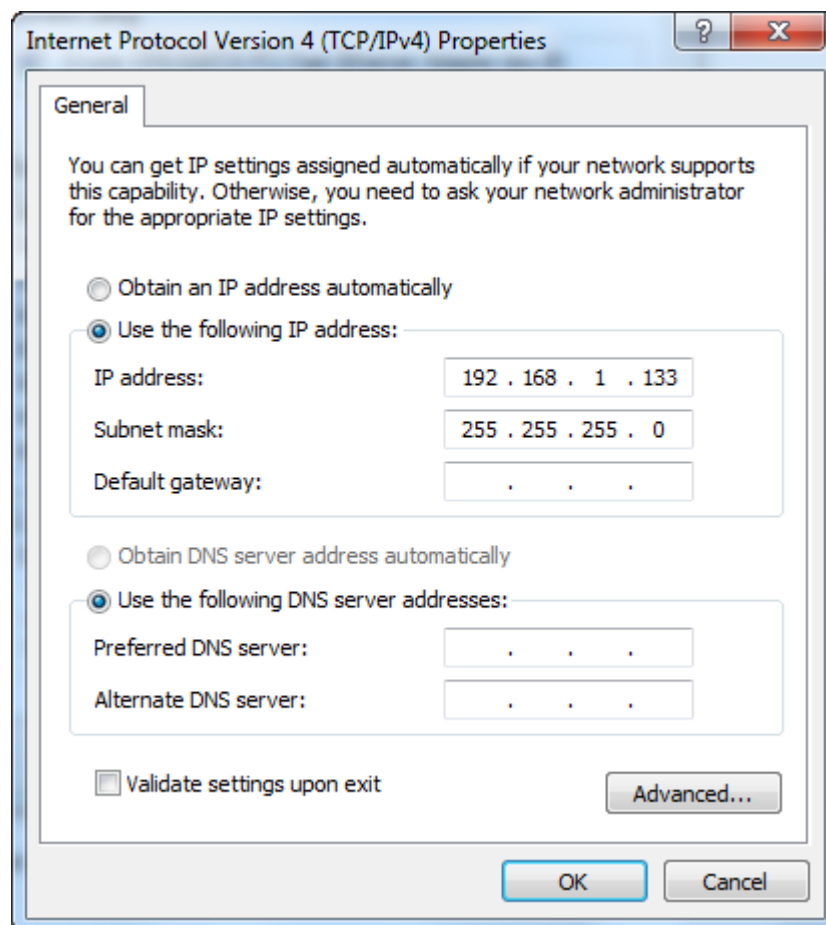 Internet Protocol Version 4 (TCP/IPv4) Properties
General
You can get IP settings assigned automatically if your network supports
this capability. Otherwise, you need to ask your network administrator
for the appropriate IP settings.
Obtain an IP address automatically
Use the following IP address:
IP address: 192 . 168 . 1 . 133
Subnet mask: 255 . 255 . 255 . 0
Default gateway: . . .
Obtain DNS server address automatically
Use the following DNS server addresses:
Preferred DNS server: . . .
Alternate DNS server: . . .
Validate settings upon exit
Advanced...
OK Cancel